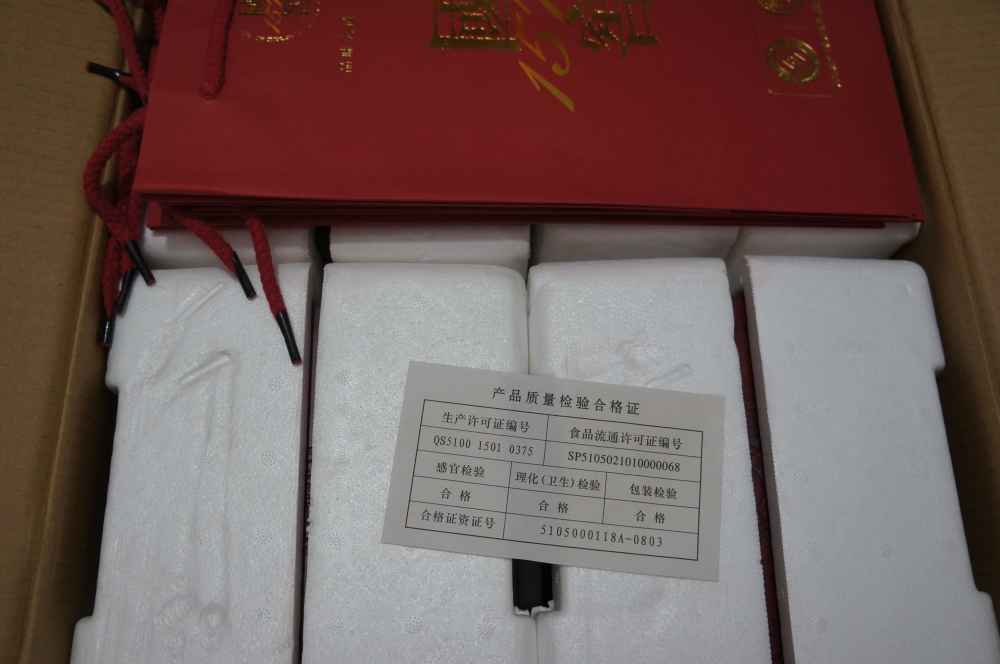 国窖
1573
产品质量检验合格证
生产许可证编号 食品流通许可证编号
QS5100 1501 0375 SP5105021010000068
感官检验 理化(卫生)检验 包装检验
合格 合格 合格
合格证资证号 5105000118A-0803